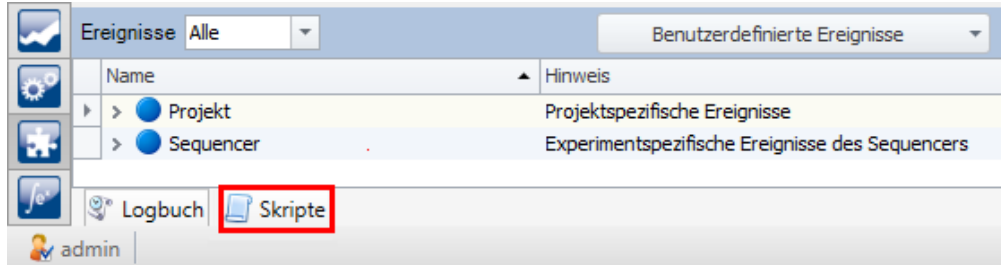 Ereignisse Alle Benutzerdefinierte Ereignisse
Name Hinweis
Projekt Projektspezifische Ereignisse
Sequencer Experimentspezifische Ereignisse des Sequencers
Logbuch Skripte
admin